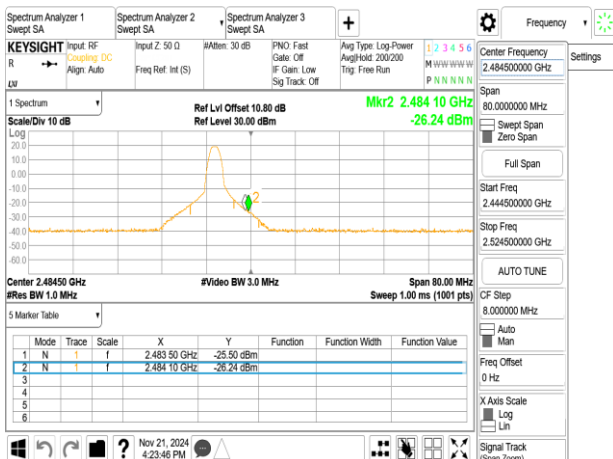 Spectrum Analyzer 1
Swept SA
Spectrum Analyzer 2
Swept SA
Spectrum Analyzer 3
Swept SA
+
Frequency
KEYSIGHT
R
Input: RF
Coupling: DC
Align: Auto
Input Z: 50 Ω
Freq Ref: Int (S)
#Atten: 30 dB
PNO: Fast
Gate: Off
IF Gain: Low
Sig Track: Off
Avg Type: Log-Power
Avg|Hold: 200/200
Trig: Free Run
1 2 3 4 5 6
M W W W W W
P N N N N N
Settings
Center Frequency
2.484500000 GHz
Span
80.0000000 MHz
Swept Span
Zero Span
Full Span
Start Freq
2.444500000 GHz
Stop Freq
2.524500000 GHz
AUTO TUNE
CF Step
8.000000 MHz
Auto
Man
Freq Offset
0 Hz
X Axis Scale
Log
Lin
Signal Track
(Span Zoom)
1 Spectrum
Scale/Div 10 dB
Log
Ref Lvl Offset 10.80 dB
Ref Level 30.00 dBm
Mkr2 2.484 10 GHz
-26.24 dBm
20.0
10.0
0.00
-10.0
-20.0
-30.0
-40.0
-50.0
-60.0
2
Center 2.48450 GHz
#Res BW 1.0 MHz
#Video BW 3.0 MHz
Span 80.00 MHz
Sweep 1.00 ms (1001 pts)
5 Marker Table
Mode Trace Scale X Y Function Function Width Function Value
1 N 1 f 2.483 50 GHz -25.50 dBm
2 N 1 f 2.484 10 GHz -26.24 dBm
3
4
5
6
?
Nov 21, 2024
4:23:46 PM